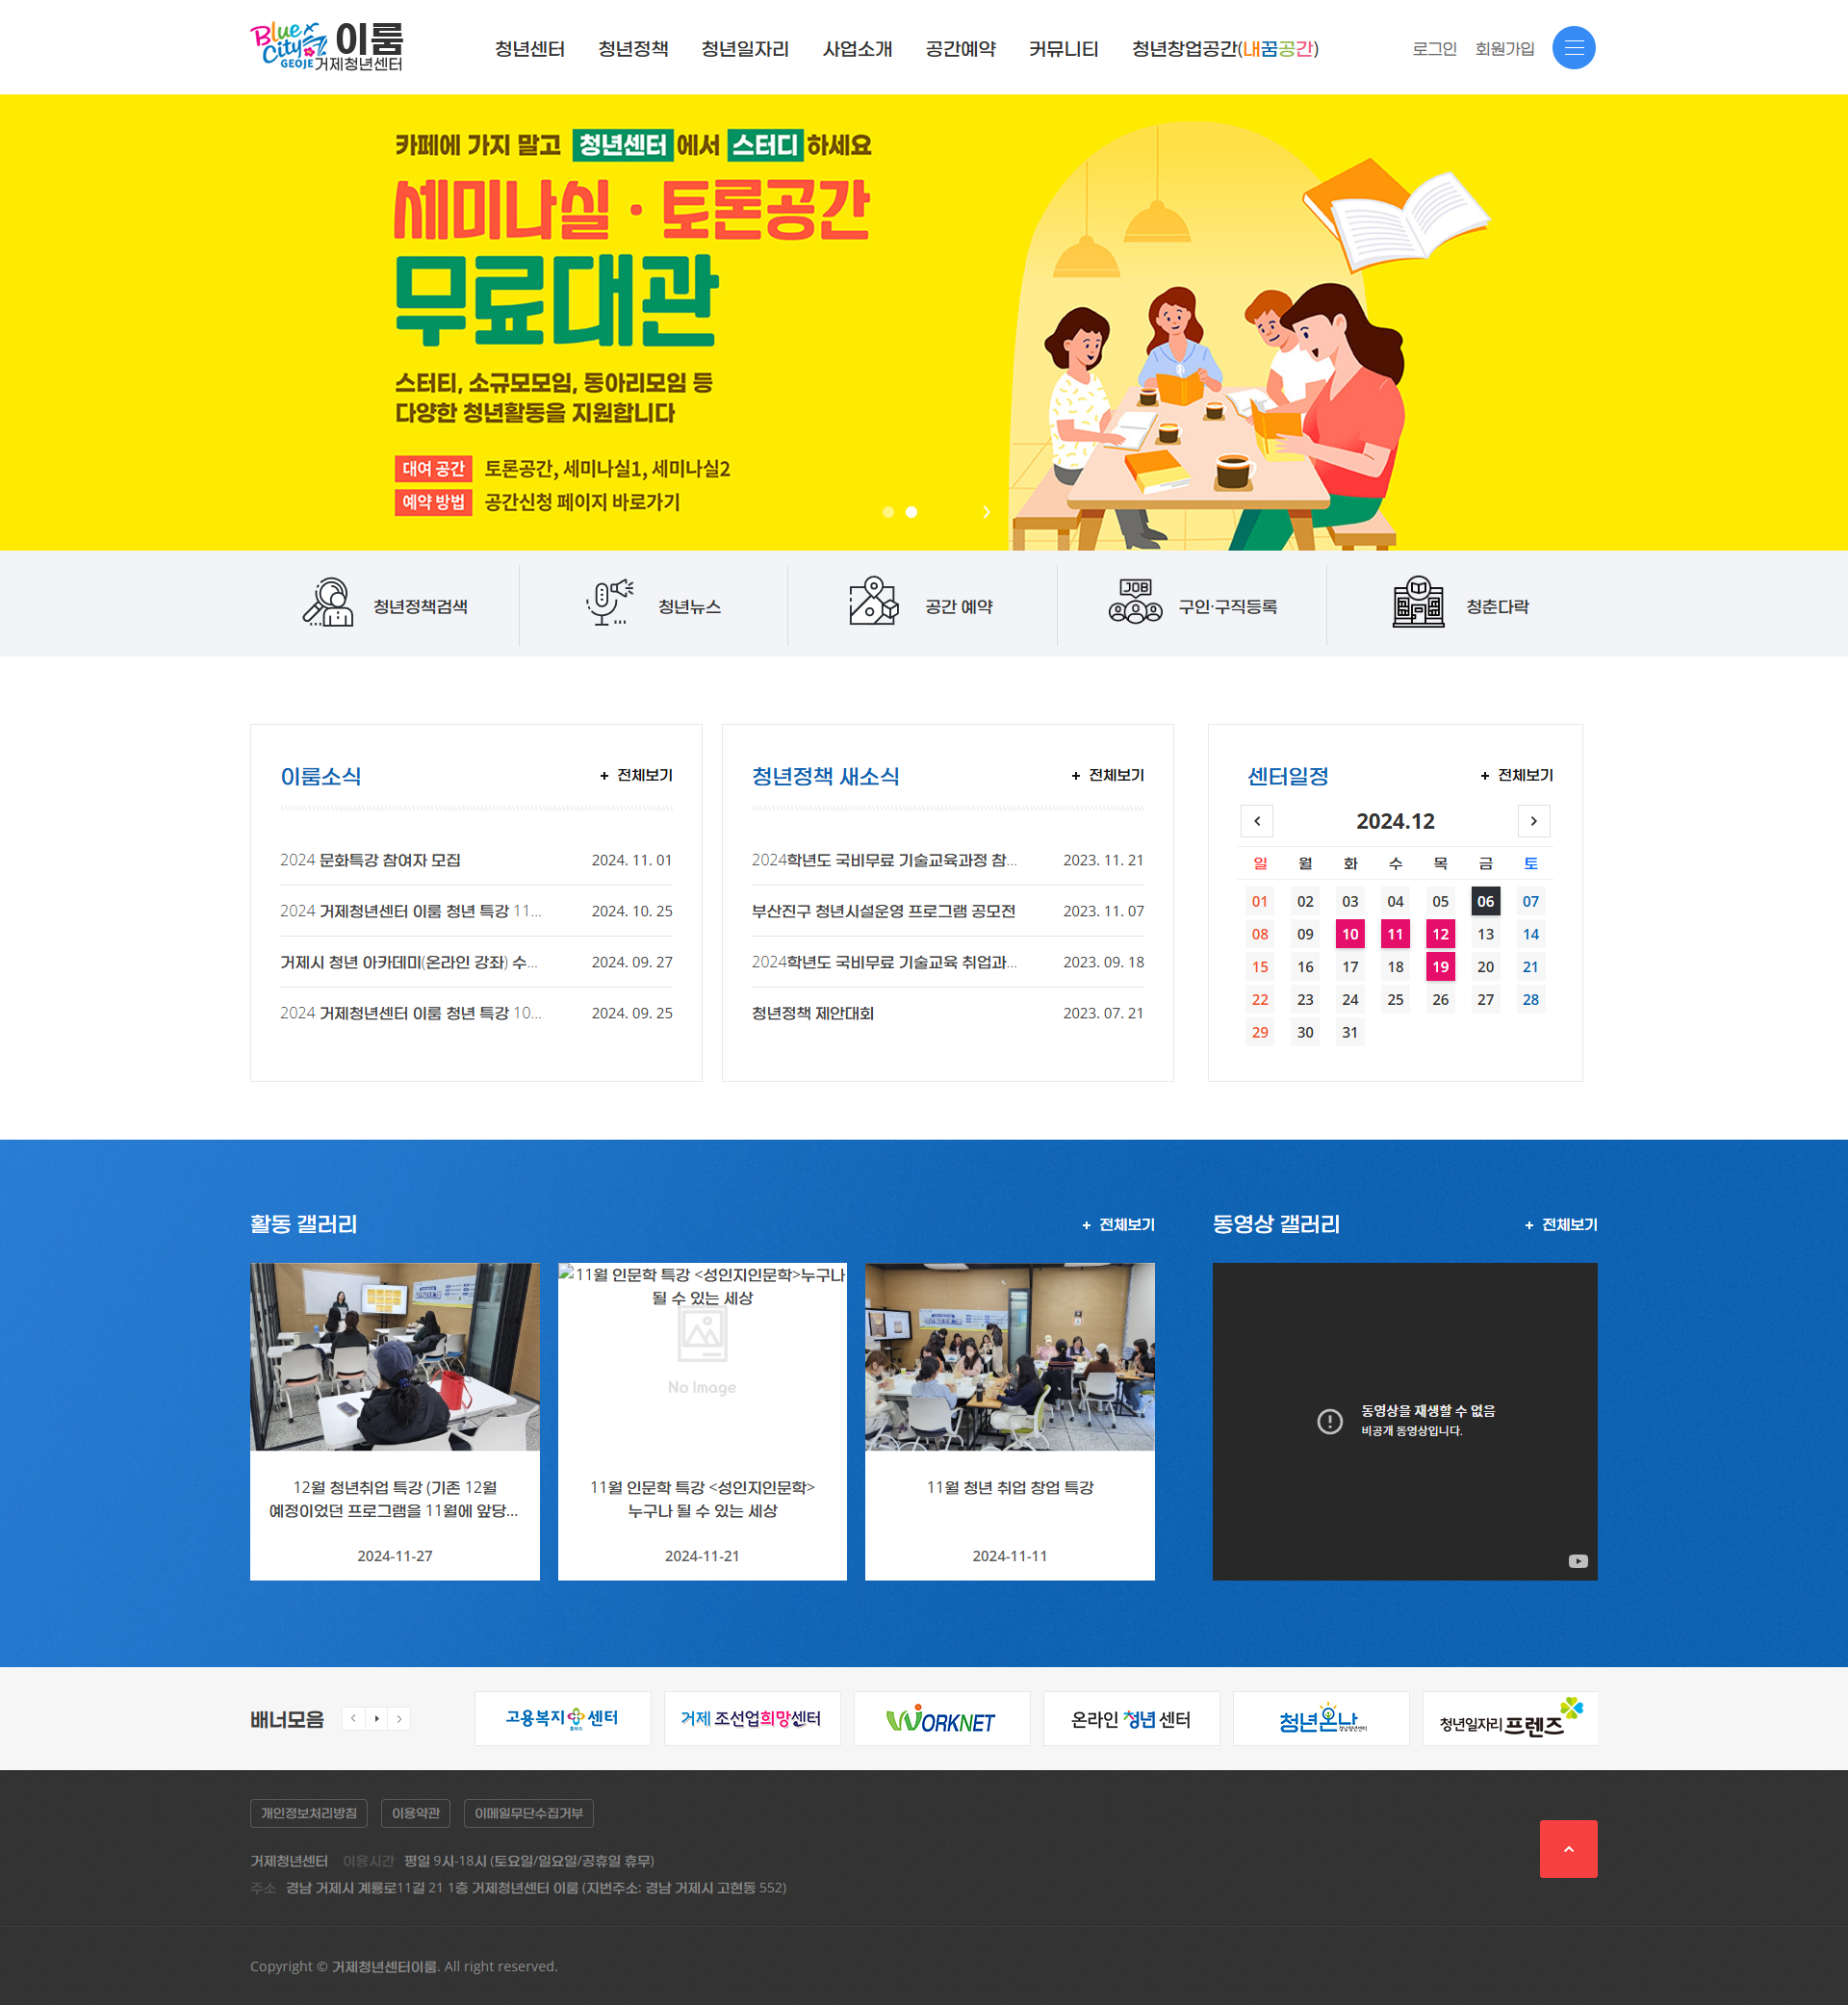 Blue City GEOJE 이룸
거제청년센터
청년센터 청년정책 청년일자리 사업소개 공간예약 커뮤니티 청년창업공간(내꿈공간)
로그인 회원가입
카페에 가지 말고 청년센터 에서 스터디 하세요
세미나실 · 토론공간
무료대관
스터티, 소규모모임, 동아리모임 등
다양한 청년활동을 지원합니다
대여 공간 토론공간, 세미나실1, 세미나실2
예약 방법 공간신청 페이지 바로가기
청년정책검색 청년뉴스 공간 예약 JOB 구인·구직등록 청춘다락
이룸소식 + 전체보기
2024 문화특강 참여자 모집 2024. 11. 01
2024 거제청년센터 이룸 청년 특강 11... 2024. 10. 25
거제시 청년 아카데미(온라인 강좌) 수... 2024. 09. 27
2024 거제청년센터 이룸 청년 특강 10... 2024. 09. 25
청년정책 새소식 + 전체보기
2024학년도 국비무료 기술교육과정 참... 2023. 11. 21
부산진구 청년시설운영 프로그램 공모전 2023. 11. 07
2024학년도 국비무료 기술교육 취업과... 2023. 09. 18
청년정책 제안대회 2023. 07. 21
센터일정 + 전체보기
2024.12
일 월 화 수 목 금 토
01 02 03 04 05 06 07
08 09 10 11 12 13 14
15 16 17 18 19 20 21
22 23 24 25 26 27 28
29 30 31
활동 갤러리 + 전체보기
11월 인문학 특강 <성인지인문학>누구나
될 수 있는 세상
No Image
12월 청년취업 특강 (기존 12월
예정이었던 프로그램을 11월에 앞당...
2024-11-27
11월 인문학 특강 <성인지인문학>
누구나 될 수 있는 세상
2024-11-21
11월 청년 취업 창업 특강
2024-11-11
동영상 갤러리 + 전체보기
동영상을 재생할 수 없음
비공개 동영상입니다.
배너모음
고용복지 센터
거제 조선업희망센터
WORKNET
온라인 청년 센터
청년온나
청년일자리 프렌즈
개인정보처리방침 이용약관 이메일무단수집거부
거제청년센터 이용시간 평일 9시-18시 (토요일/일요일/공휴일 휴무)
주소 경남 거제시 계룡로11길 21 1층 거제청년센터 이룸 (지번주소: 경남 거제시 고현동 552)
Copyright © 거제청년센터이룸. All right reserved.